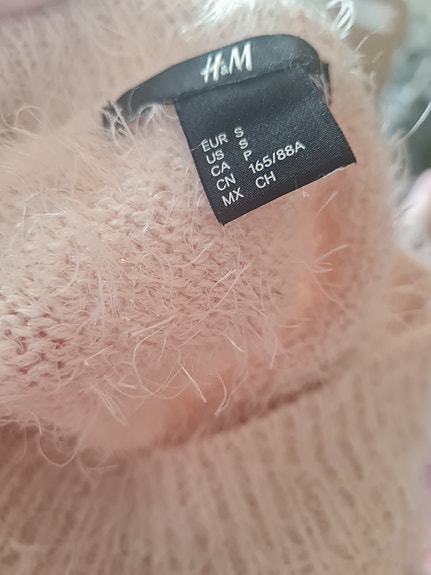 H&M
EUR S
US S
CA P
CN 165/88A
MX CH